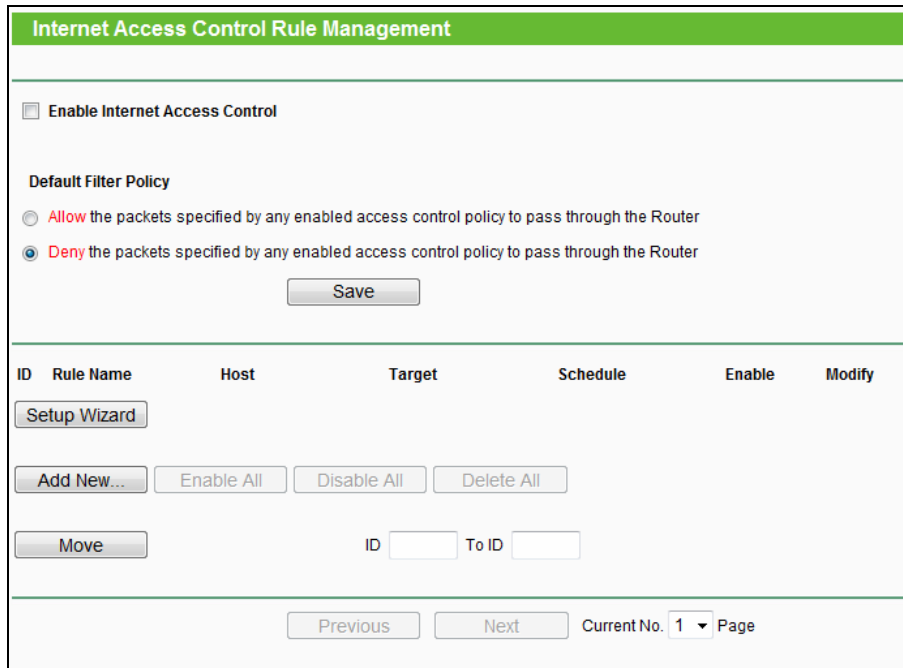 Internet Access Control Rule Management
Enable Internet Access Control
Default Filter Policy
Allow the packets specified by any enabled access control policy to pass through the Router
Deny the packets specified by any enabled access control policy to pass through the Router
Save
ID Rule Name Host Target Schedule Enable Modify
Setup Wizard
Add New... Enable All Disable All Delete All
Move ID To ID
Previous Next Current No. 1 Page